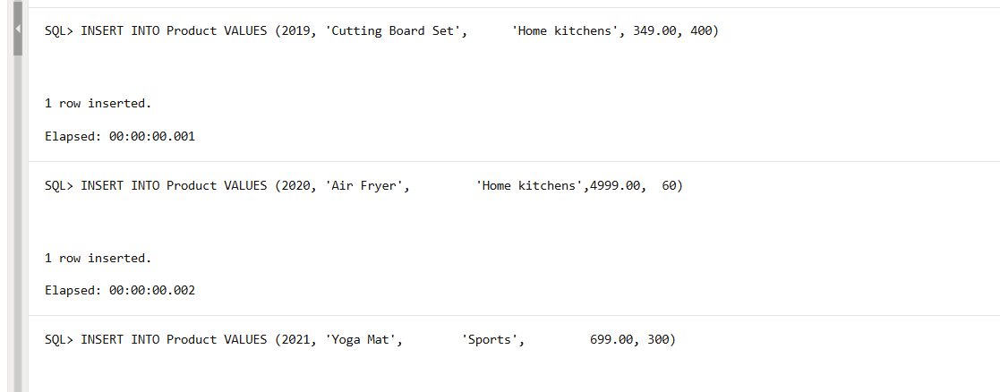 SQL> INSERT INTO Product VALUES (2019, 'Cutting Board Set',      'Home kitchens', 349.00, 400)
1 row inserted.
Elapsed: 00:00:00.001
SQL> INSERT INTO Product VALUES (2020, 'Air Fryer',         'Home kitchens',4999.00,  60)
1 row inserted.
Elapsed: 00:00:00.002
SQL> INSERT INTO Product VALUES (2021, 'Yoga Mat',        'Sports',         699.00, 300)